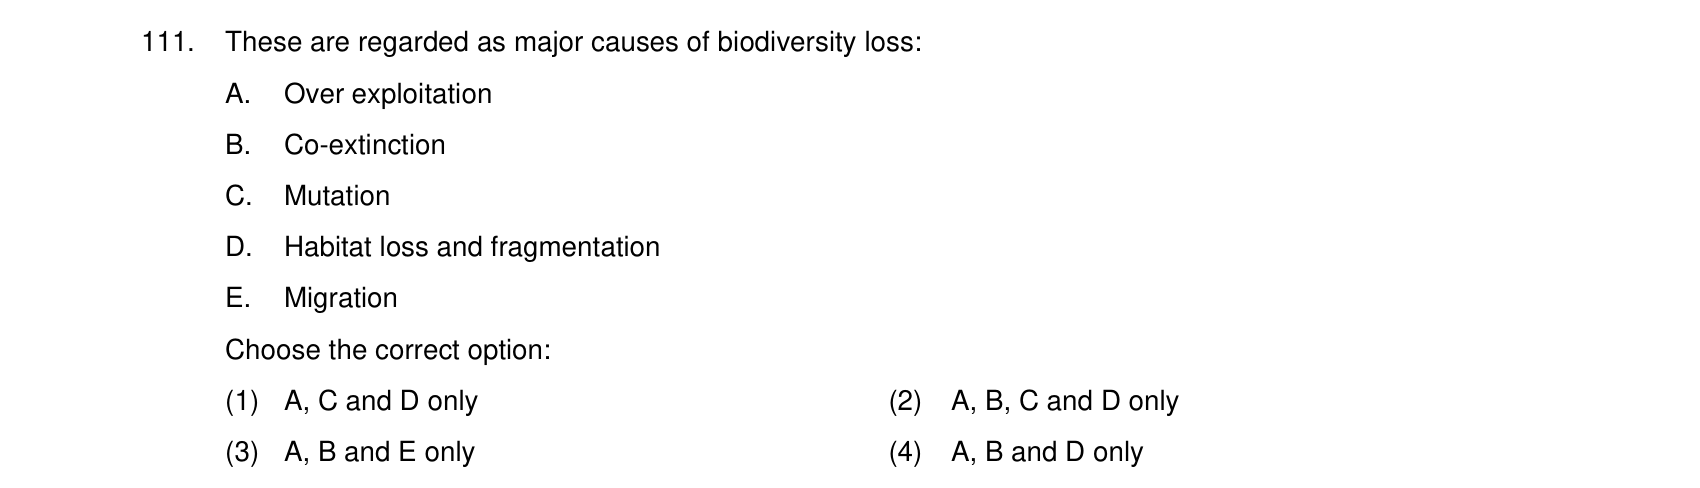 111. These are regarded as major causes of biodiversity loss:
A. Over exploitation
B. Co-extinction
C. Mutation
D. Habitat loss and fragmentation
E. Migration
Choose the correct option:
(1) A, C and D only (2) A, B, C and D only
(3) A, B and E only (4) A, B and D only